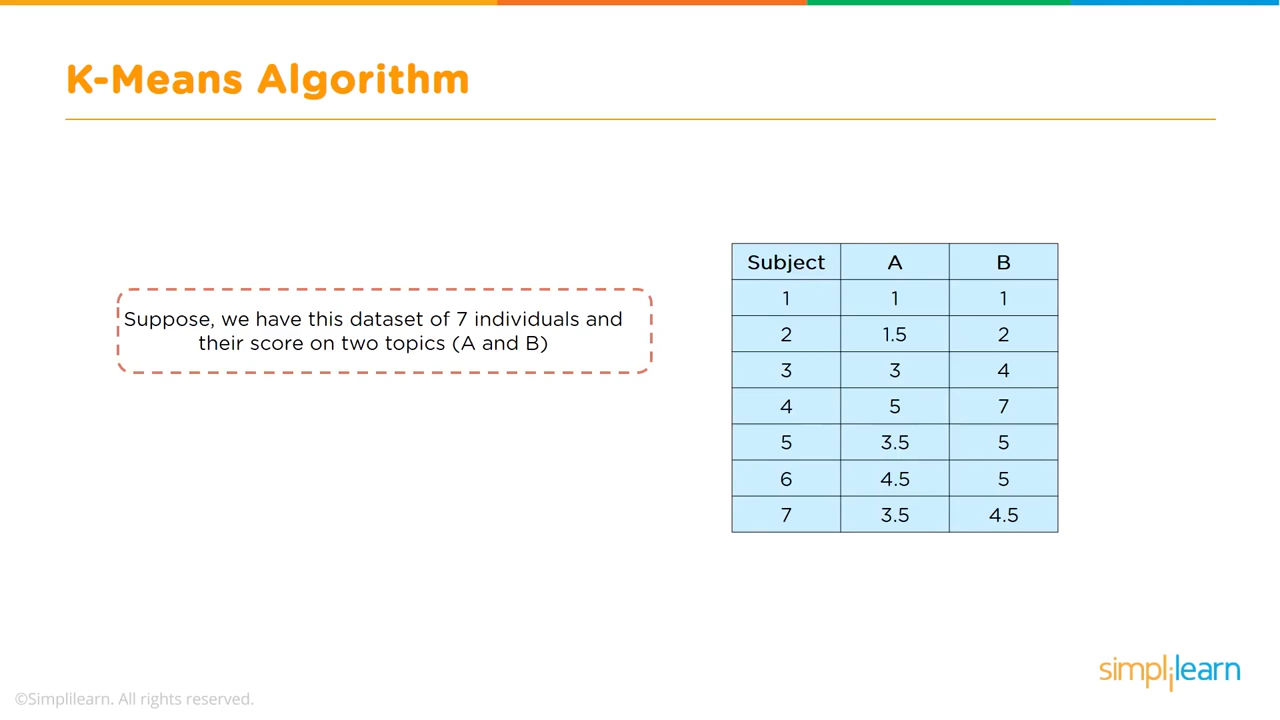 K-Means Algorithm
Suppose, we have this dataset of 7 individuals and
their score on two topics (A and B)
Subject A B
1 1 1
2 1.5 2
3 3 4
4 5 7
5 3.5 5
6 4.5 5
7 3.5 4.5
simplilearn
©Simplilearn. All rights reserved.